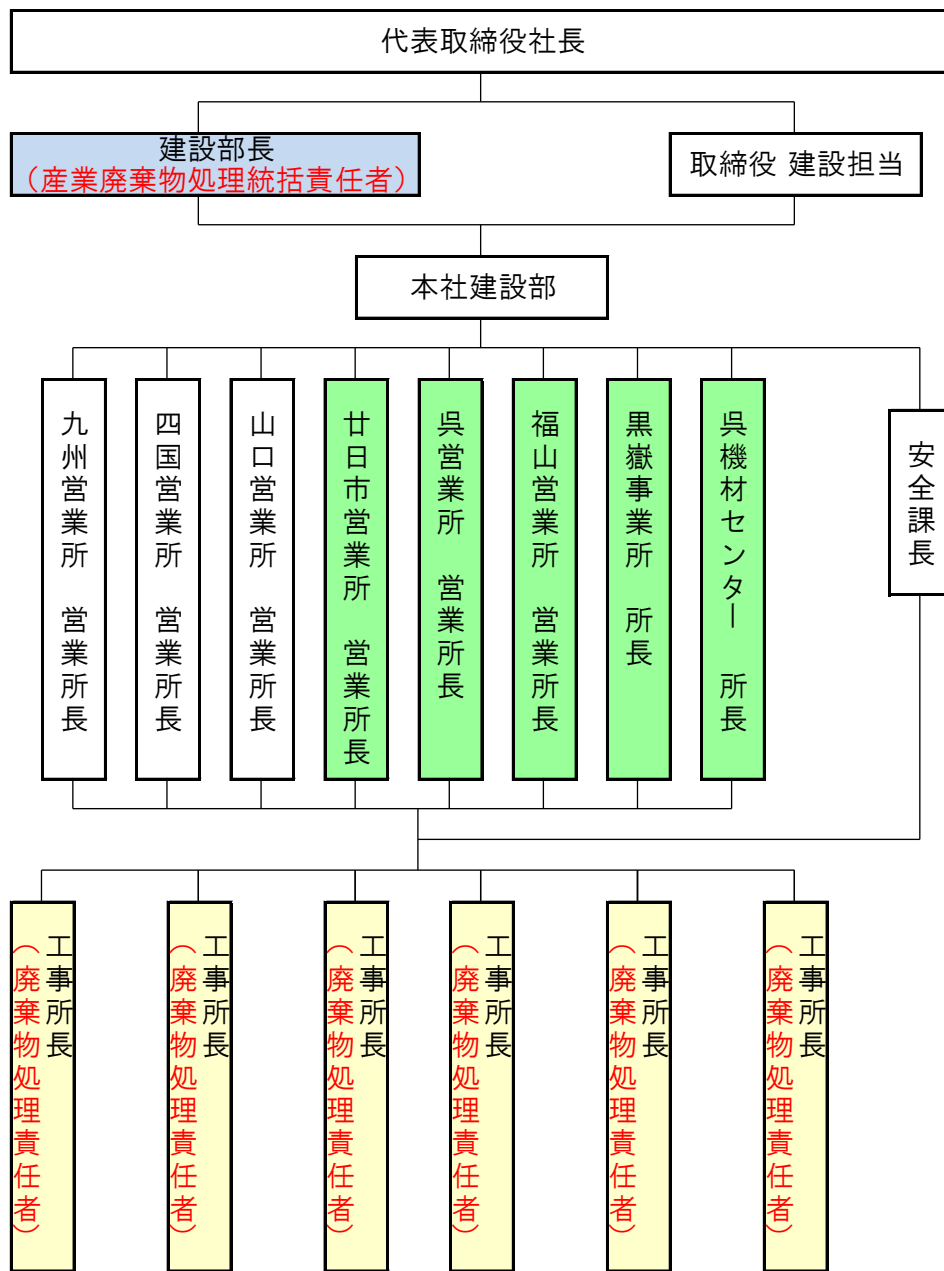 代表取締役社長
建設部長
（産業廃棄物処理統括責任者）
取締役 建設担当
本社建設部
九州営業所　営業所長
四国営業所　営業所長
山口営業所　営業所長
廿日市営業所　営業所長
呉営業所　営業所長
福山営業所　営業所長
黒嶽事業所　所長
呉機材センター　所長
安全課長
工事所長
（廃棄物処理責任者）
工事所長
（廃棄物処理責任者）
工事所長
（廃棄物処理責任者）
工事所長
（廃棄物処理責任者）
工事所長
（廃棄物処理責任者）
工事所長
（廃棄物処理責任者）